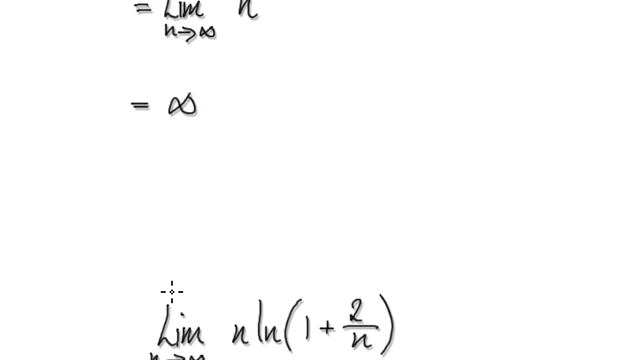 = Lim n
n→∞
= ∞
Lim n ln(1 + 2/n)
n→∞